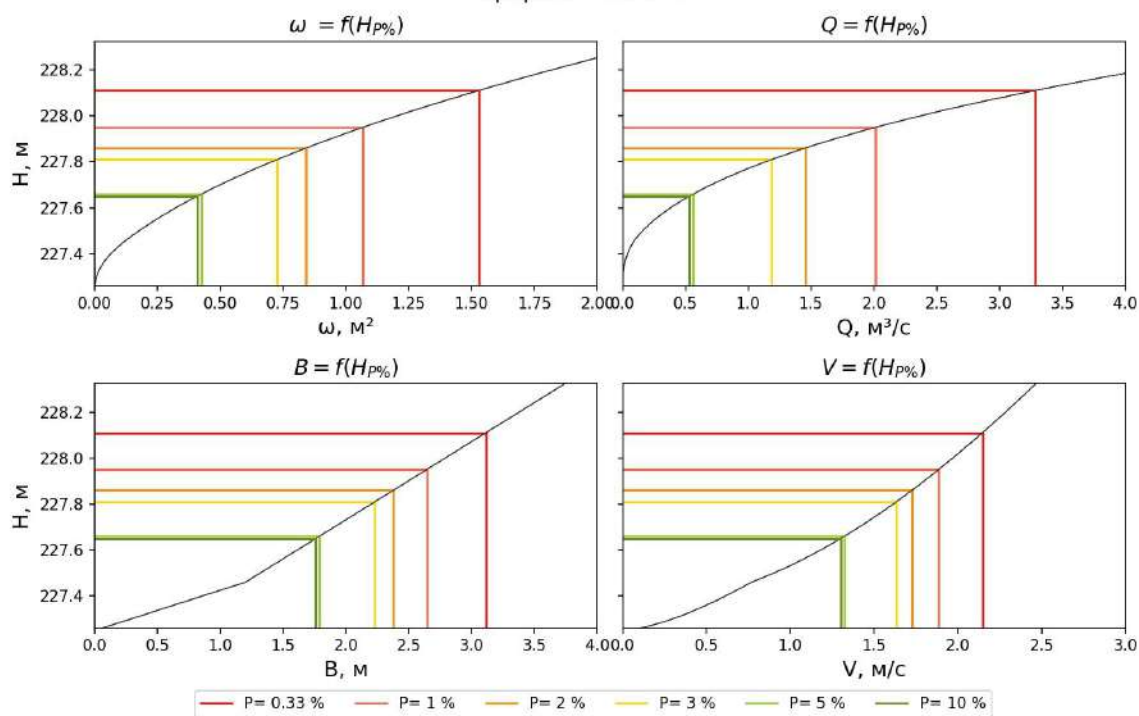 ω = f(H_P%)
Q = f(H_P%)
H, м
228.2
228.0
227.8
227.6
227.4
0.00 0.25 0.50 0.75 1.00 1.25 1.50 1.75 2.00
ω, м²
0.0 0.5 1.0 1.5 2.0 2.5 3.0 3.5 4.0
Q, м³/с
B = f(H_P%)
V = f(H_P%)
H, м
228.2
228.0
227.8
227.6
227.4
0.0 0.5 1.0 1.5 2.0 2.5 3.0 3.5 4.0
B, м
0.0 0.5 1.0 1.5 2.0 2.5 3.0
V, м/с
P= 0.33 % P= 1 % P= 2 % P= 3 % P= 5 % P= 10 %